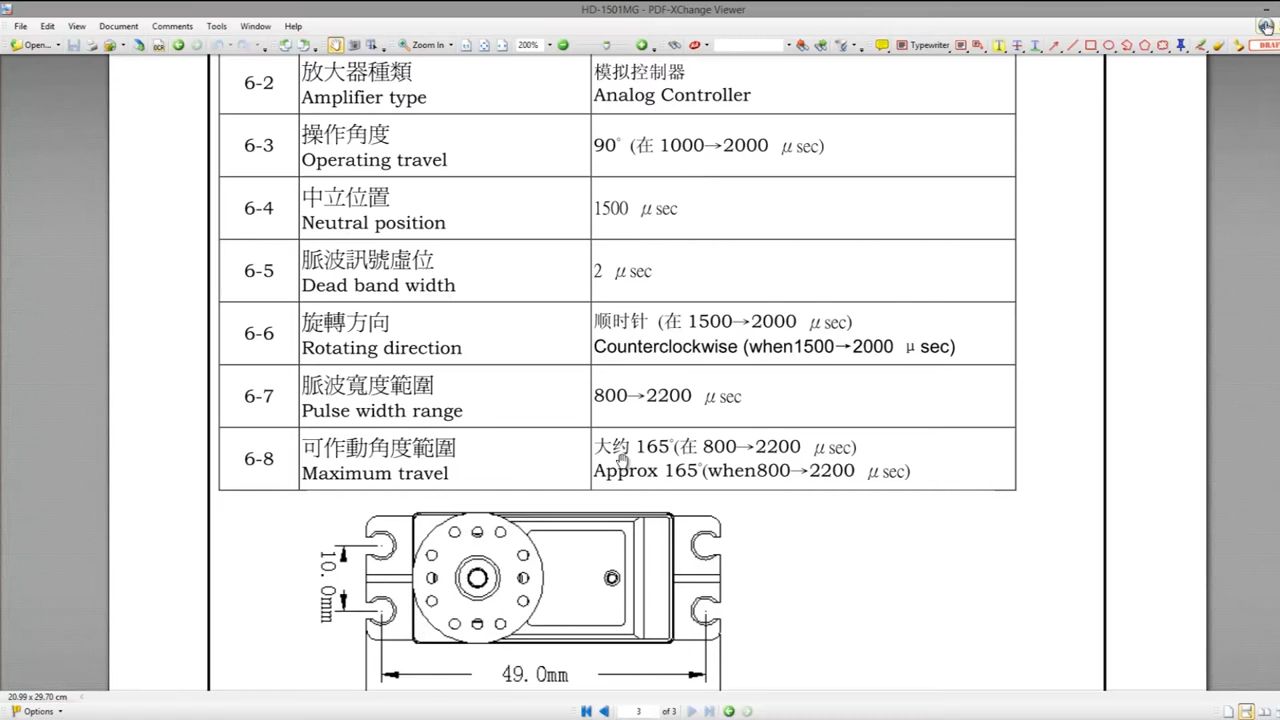 HD-1501MG - PDF-XChange Viewer
File Edit View Document Comments Tools Window Help
Open... OCR Zoom In 200% Typewriter DRAF
6-2 放大器種類 模拟控制器
Amplifier type Analog Controller
6-3 操作角度 90° (在 1000→2000 μsec)
Operating travel
6-4 中立位置 1500 μsec
Neutral position
6-5 脈波訊號虛位 2 μsec
Dead band width
6-6 旋轉方向 顺时针 (在 1500→2000 μsec)
Rotating direction Counterclockwise (when1500→2000 μ sec)
6-7 脈波寬度範圍 800→2200 μsec
Pulse width range
6-8 可作動角度範圍 大约 165°(在 800→2200 μsec)
Maximum travel Approx 165°(when800→2200 μsec)
10.0mm
49.0mm
20.99 x 29.70 cm
Options 3 of 3